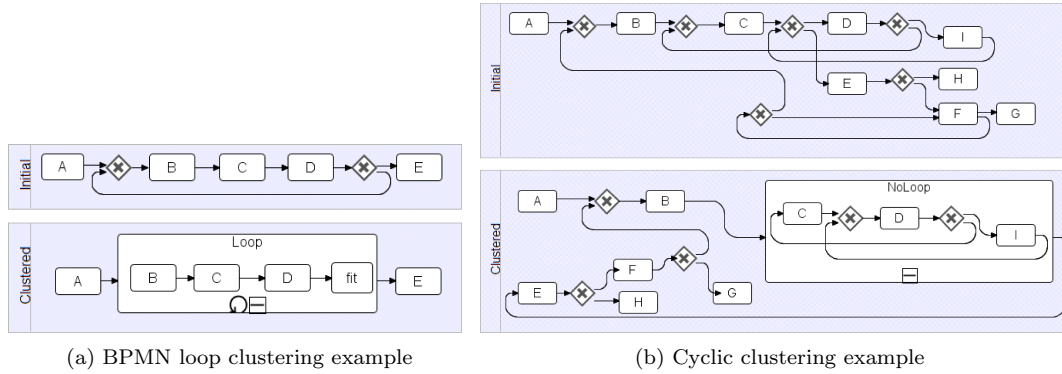 Initial
A
B
C
D
E
Clustered
A
Loop
B
C
D
fit
E
(a) BPMN loop clustering example
Initial
A
B
C
D
I
E
H
F
G
Clustered
A
B
NoLoop
C
D
I
F
E
H
G
(b) Cyclic clustering example